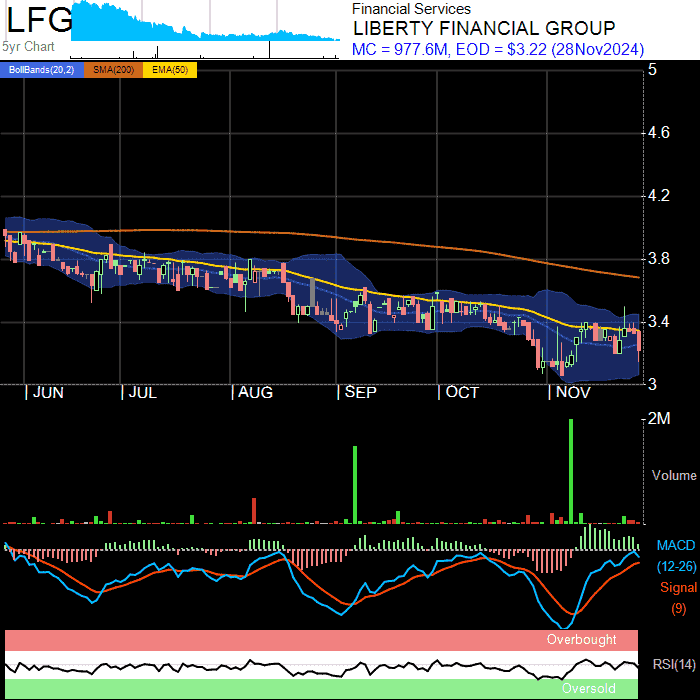 LFG
5yr Chart
Financial Services
LIBERTY FINANCIAL GROUP
MC = 977.6M, EOD = $3.22 (28Nov2024)
BollBands(20,2) SMA(200) EMA(50)
5
4.6
4.2
3.8
3.4
3
JUN JUL AUG SEP OCT NOV
2M
Volume
MACD
(12-26)
Signal
(9)
Overbought
RSI(14)
Oversold